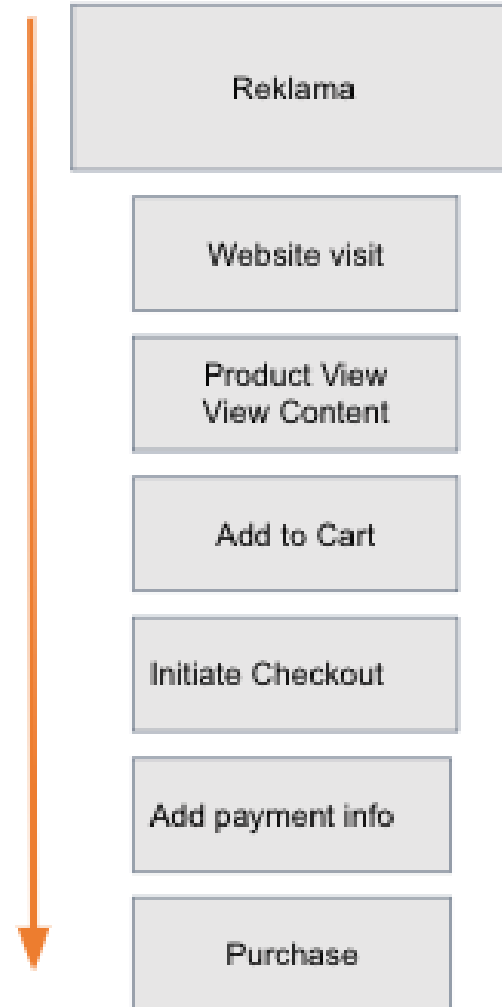 Reklama
Website visit
Product View
View Content
Add to Cart
Initiate Checkout
Add payment info
Purchase